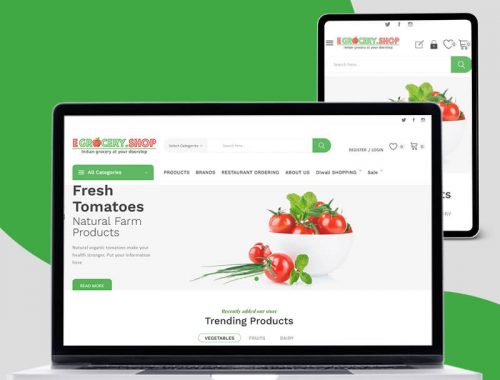 EGROCERY.SHOP
Indian grocery at your doorstep
0
0
Search here...
EGROCERY.SHOP
Indian grocery at your doorstep
Select Categories
Search here...
REGISTER / LOGIN
0
0
All Categories
PRODUCTS BRANDS RESTAURANT ORDERING ABOUT US Diwali SHOPPING Sale
Fresh
Tomatoes
Natural Farm
Products
Natural organic tomatoes make your
health stronger. Put your information
here
READ MORE
Recently added our store
Trending Products
VEGETABLES FRUITS DAIRY